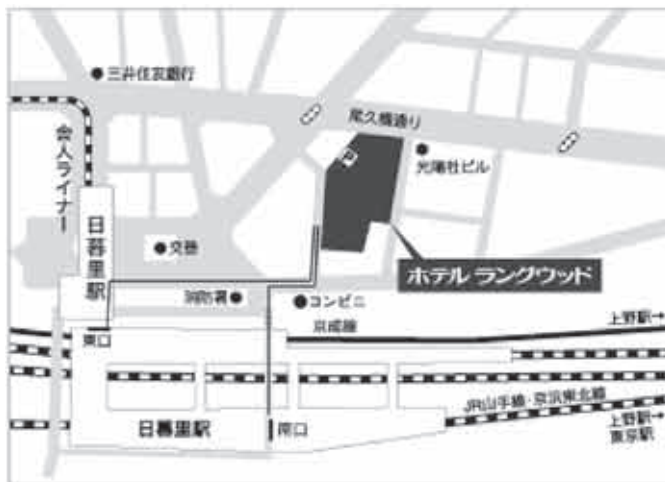 三井住友銀行
尾久橋通り
舎人ライナー
P
光陽社ビル
日暮里駅
交番
ホテル ラングウッド
消防署
コンビニ
京成線
上野駅→
東口
JR山手線・京浜東北線
日暮里駅
南口
上野駅→
東京駅